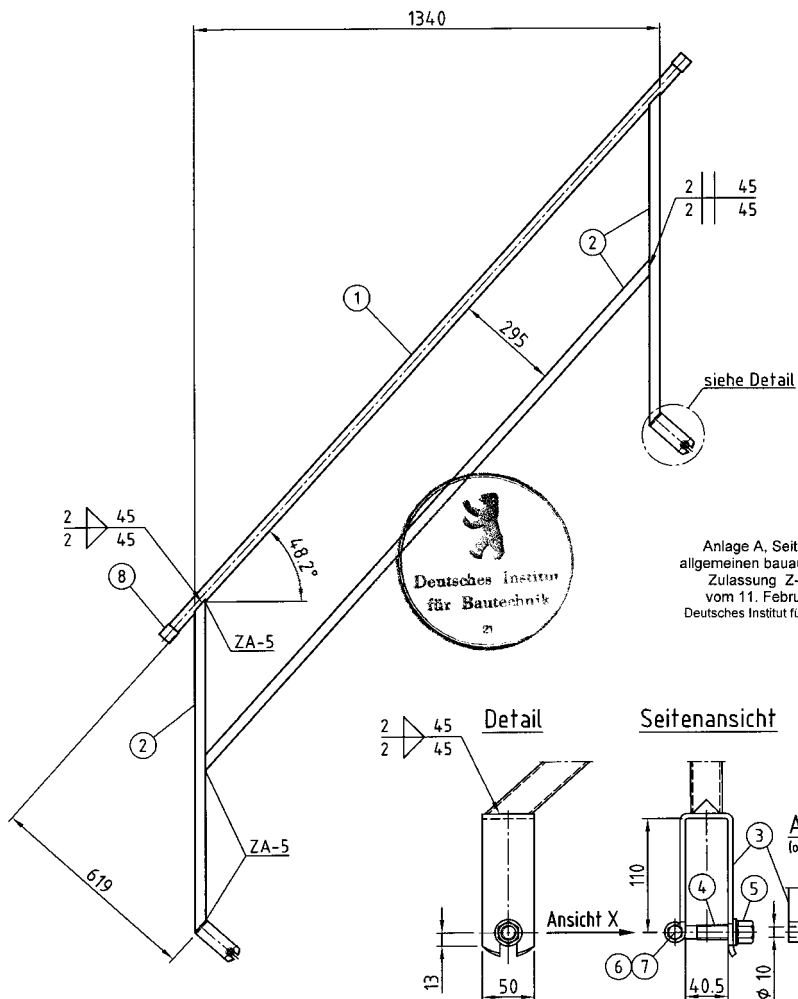 1340
2 45
2 45
2
1
295
siehe Detail
2 45
2 45
48.2°
8
ZA-5
Deutsches Institut
für Bautechnik
21
Anlage A, Seit
allgemeinen bauau
Zulassung Z-
vom 11. Febru
Deutsches Institut fü
2
619
ZA-5
2 45
2 45
Detail
Seitenansicht
A
(o
3
110
4
5
Ansicht X
6
7
13
50
40.5
ø 10